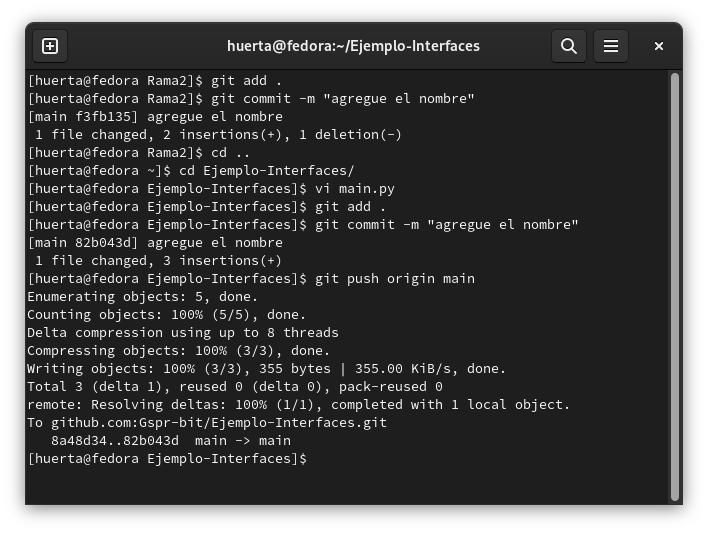 huerta@fedora:~/Ejemplo-Interfaces
[huerta@fedora Rama2]$ git add .
[huerta@fedora Rama2]$ git commit -m "agregue el nombre"
[main f3fb135] agregue el nombre
 1 file changed, 2 insertions(+), 1 deletion(-)
[huerta@fedora Rama2]$ cd ..
[huerta@fedora ~]$ cd Ejemplo-Interfaces/
[huerta@fedora Ejemplo-Interfaces]$ vi main.py
[huerta@fedora Ejemplo-Interfaces]$ git add .
[huerta@fedora Ejemplo-Interfaces]$ git commit -m "agregue el nombre"
[main 82b043d] agregue el nombre
 1 file changed, 3 insertions(+)
[huerta@fedora Ejemplo-Interfaces]$ git push origin main
Enumerating objects: 5, done.
Counting objects: 100% (5/5), done.
Delta compression using up to 8 threads
Compressing objects: 100% (3/3), done.
Writing objects: 100% (3/3), 355 bytes | 355.00 KiB/s, done.
Total 3 (delta 1), reused 0 (delta 0), pack-reused 0
remote: Resolving deltas: 100% (1/1), completed with 1 local object.
To github.com:Gspr-bit/Ejemplo-Interfaces.git
   8a48d34..82b043d  main -> main
[huerta@fedora Ejemplo-Interfaces]$